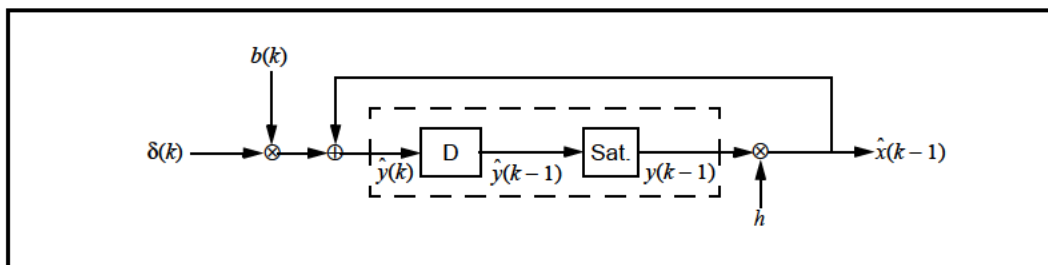 b(k)
δ(k)
⊗
⊕
ŷ(k)
D
ŷ(k−1)
Sat.
y(k−1)
⊗
x̂(k−1)
h